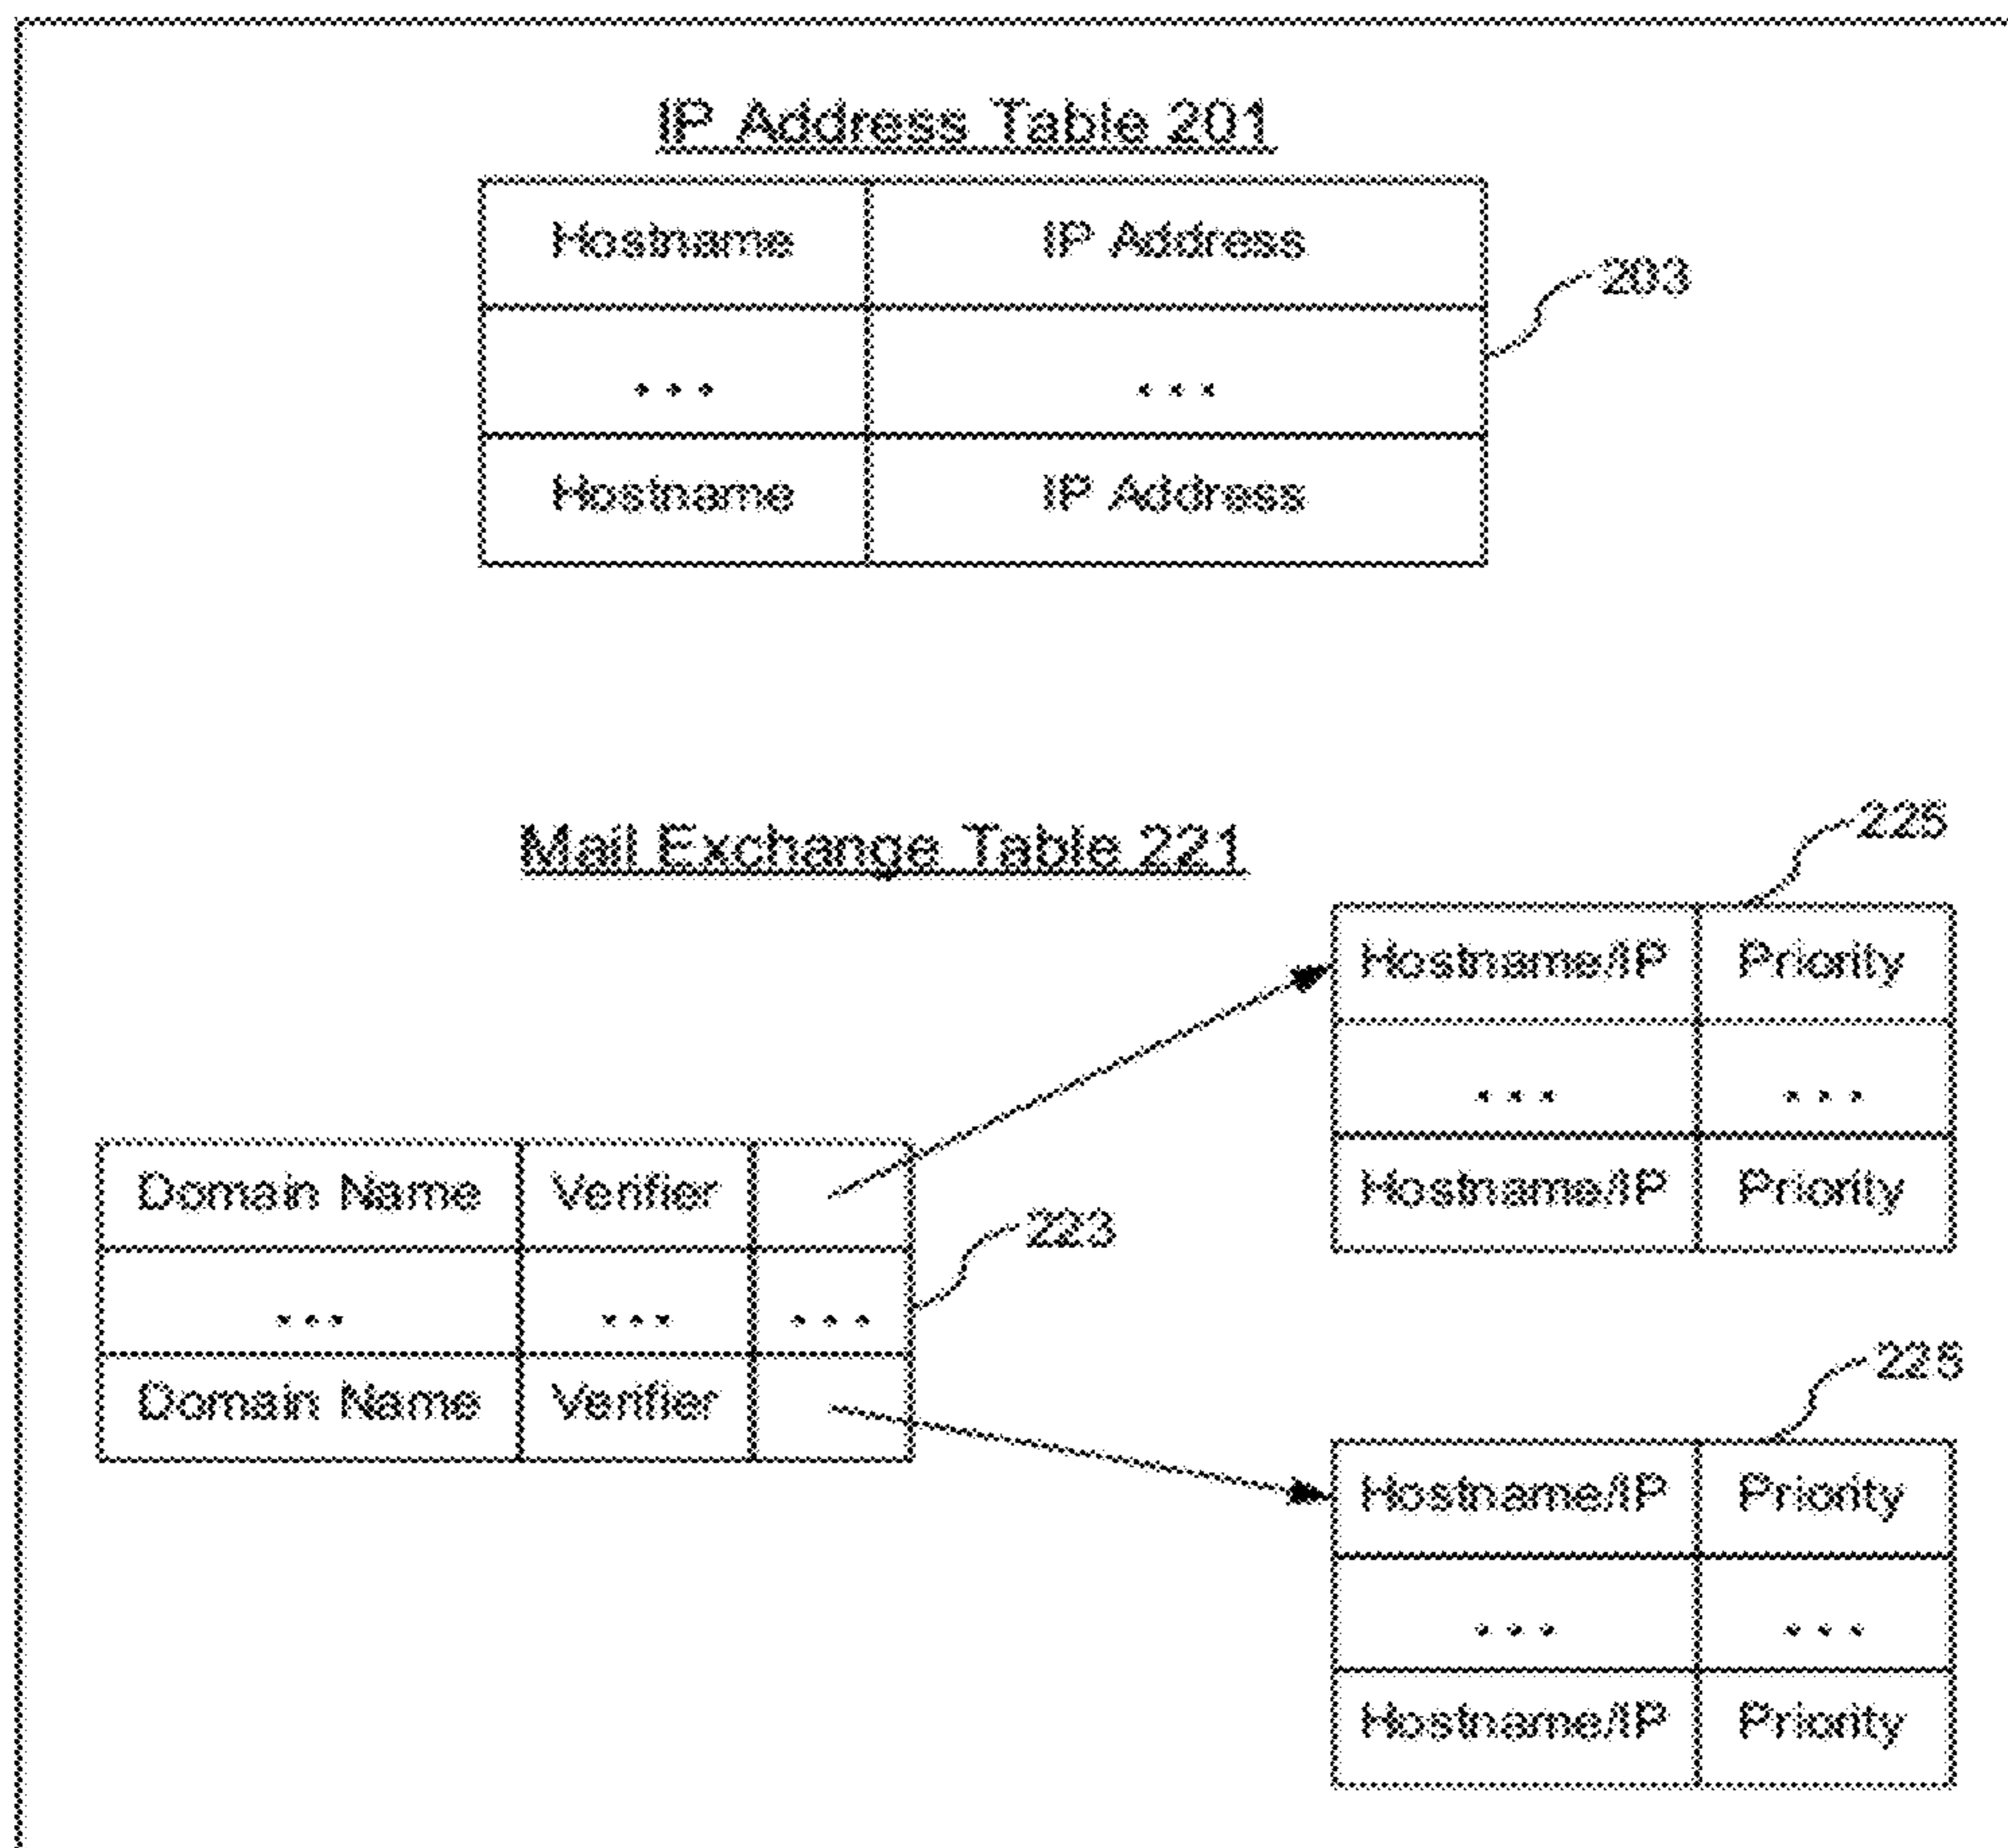 IP Address Table 201
Hostname IP Address
203
... ...
Hostname IP Address
Mail Exchange Table 221
225
Hostname/IP Priority
... ...
Hostname/IP Priority
Domain Name Verifier
223
... ... ...
Domain Name Verifier
225
Hostname/IP Priority
... ...
Hostname/IP Priority